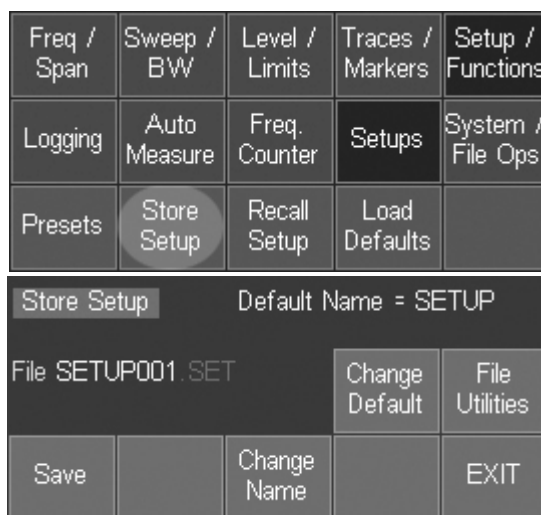 Freq / Span
Sweep / BW
Level / Limits
Traces / Markers
Setup / Functions
Logging
Auto Measure
Freq. Counter
Setups
System / File Ops
Presets
Store Setup
Recall Setup
Load Defaults
Store Setup
Default Name = SETUP
File SETUP001.SET
Change Default
File Utilities
Save
Change Name
EXIT